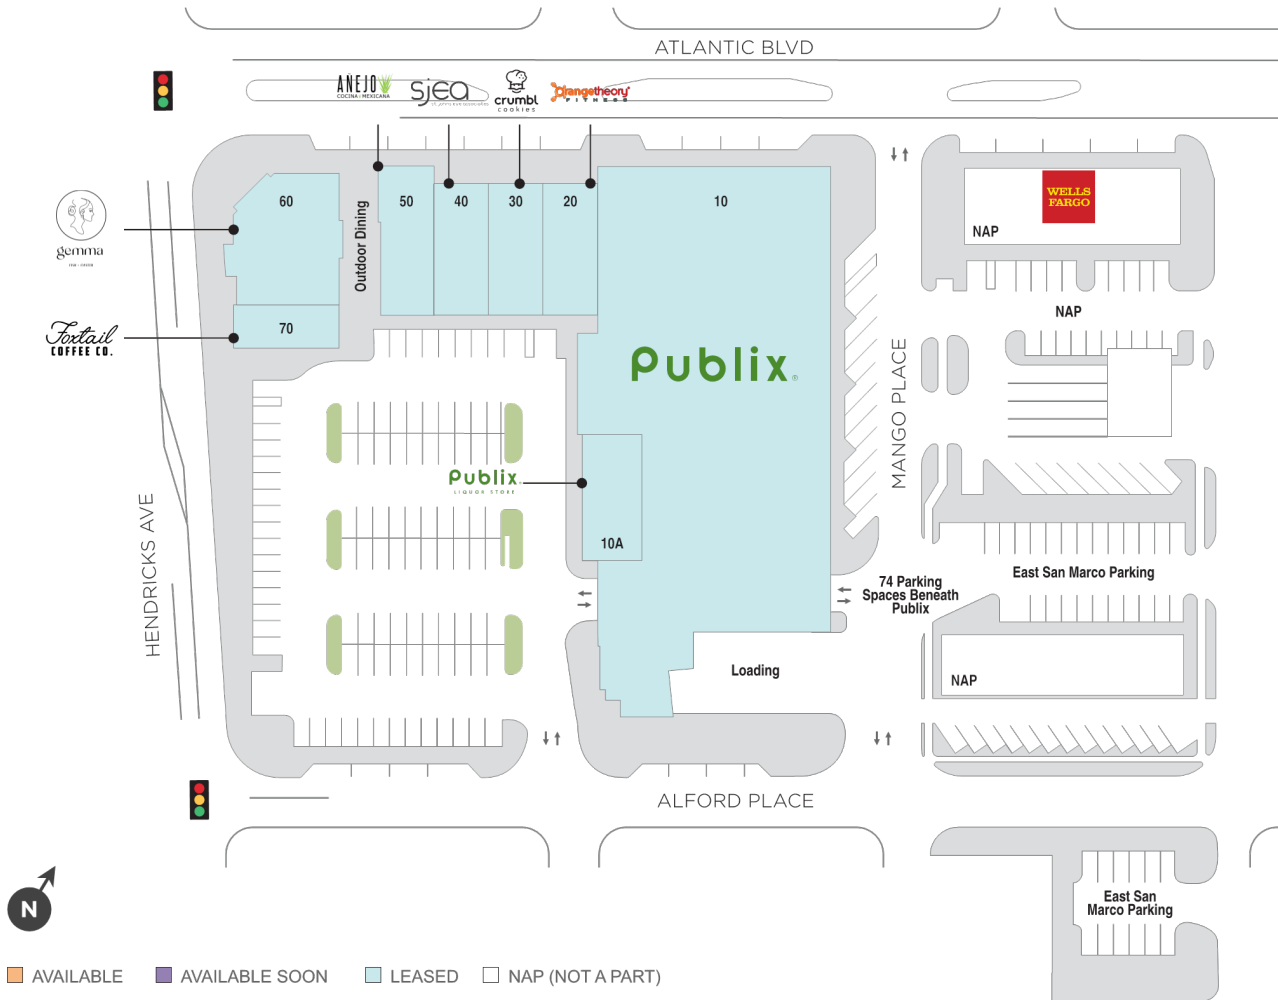 ATLANTIC BLVD
AÑEJO
COCINA MEXICANA
sjea
crumbl
cookies
Orangetheory
FITNESS
WELLS
FARGO
NAP
gemma
60
50
40
30
20
10
Outdoor Dining
70
Foxtail
COFFEE CO.
Publix
NAP
MANGO PLACE
Publix
LIQUOR STORE
10A
HENDRICKS AVE
East San Marco Parking
74 Parking
Spaces Beneath
Publix
Loading
NAP
ALFORD PLACE
East San
Marco Parking
N
AVAILABLE
AVAILABLE SOON
LEASED
NAP (NOT A PART)